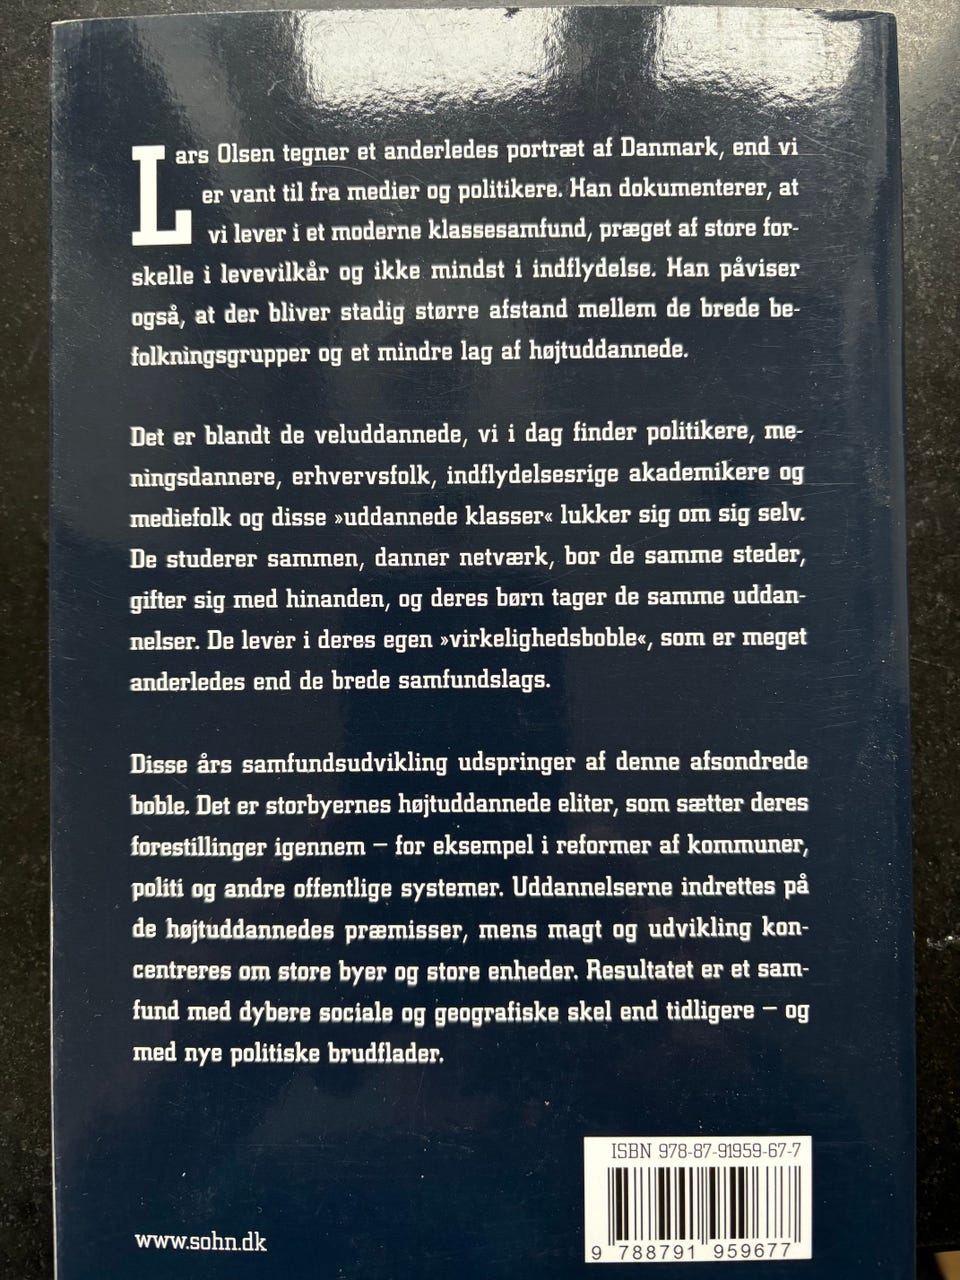 Lars Olsen tegner et anderledes portræt af Danmark, end vi
er vant til fra medier og politikere. Han dokumenterer, at
vi lever i et moderne klassesamfund, præget af store for-
skelle i levevilkår og ikke mindst i indflydelse. Han påviser
også, at der bliver stadig større afstand mellem de brede be-
folkningsgrupper og et mindre lag af højtuddannede.
Det er blandt de veluddannede, vi i dag finder politikere, me-
ningsdannere, erhvervsfolk, indflydelsesrige akademikere og
mediefolk og disse »uddannede klasser« lukker sig om sig selv.
De studerer sammen, danner netværk, bor de samme steder,
gifter sig med hinanden, og deres børn tager de samme uddan-
nelser. De lever i deres egen »virkelighedsboble«, som er meget
anderledes end de brede samfundslags.
Disse års samfundsudvikling udspringer af denne afsondrede
boble. Det er storbyernes højtuddannede eliter, som sætter deres
forestillinger igennem – for eksempel i reformer af kommuner,
politi og andre offentlige systemer. Uddannelserne indrettes på
de højtuddannedes præmisser, mens magt og udvikling kon-
centreres om store byer og store enheder. Resultatet er et sam-
fund med dybere sociale og geografiske skel end tidligere – og
med nye politiske brudflader.
ISBN 978-87-91959-67-7
9 788791 959677
www.sohn.dk